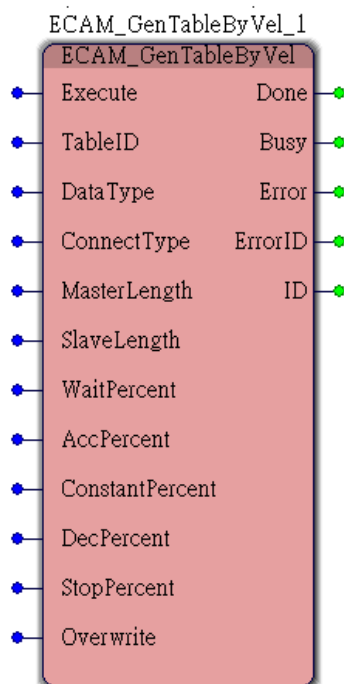 ECAM_GenTableByVel_1
ECAM_GenTableByVel
Execute Done
TableID Busy
DataType Error
ConnectType ErrorID
MasterLength ID
SlaveLength
WaitPercent
AccPercent
ConstantPercent
DecPercent
StopPercent
Overwrite